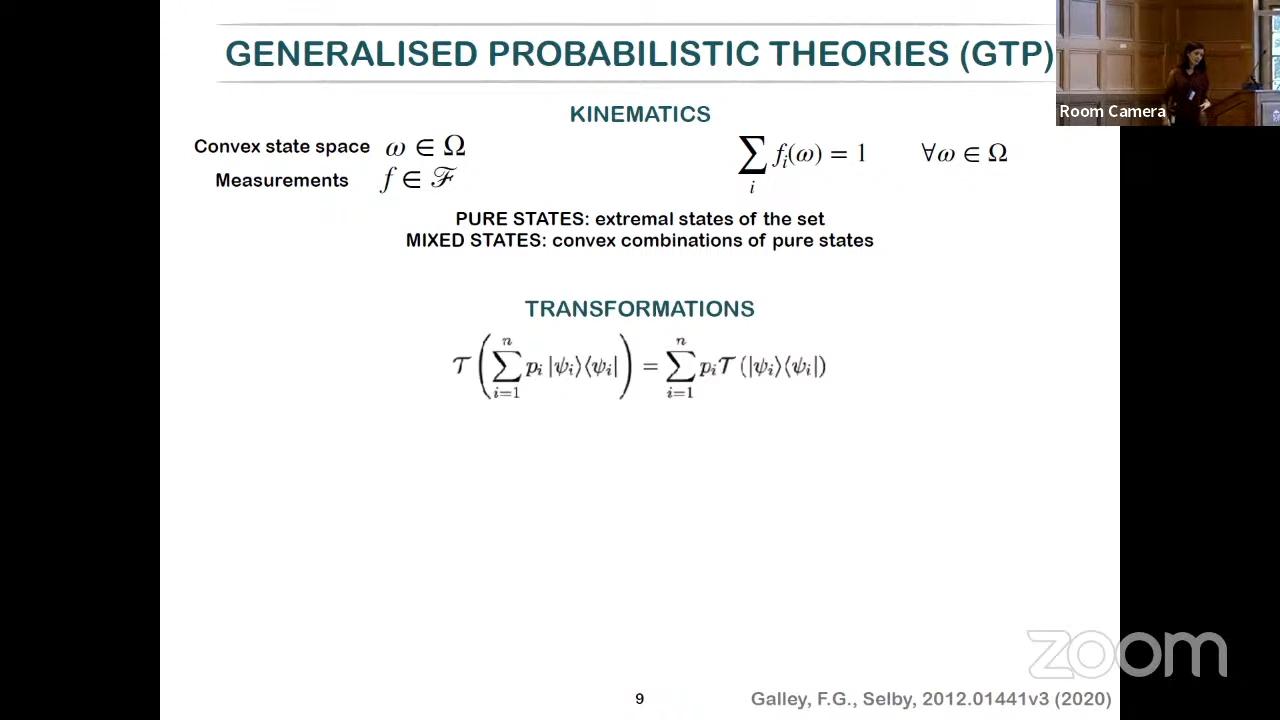 GENERALISED PROBABILISTIC THEORIES (GTP)
Room Camera
KINEMATICS
Convex state space ω ∈ Ω
Measurements f ∈ ℱ
∑_i f_i(ω) = 1 ∀ω ∈ Ω
PURE STATES: extremal states of the set
MIXED STATES: convex combinations of pure states
TRANSFORMATIONS
𝒯 (∑_{i=1}^{n} p_i |ψ_i⟩⟨ψ_i|) = ∑_{i=1}^{n} p_i 𝒯 (|ψ_i⟩⟨ψ_i|)
zoom
9
Galley, F.G., Selby, 2012.01441v3 (2020)